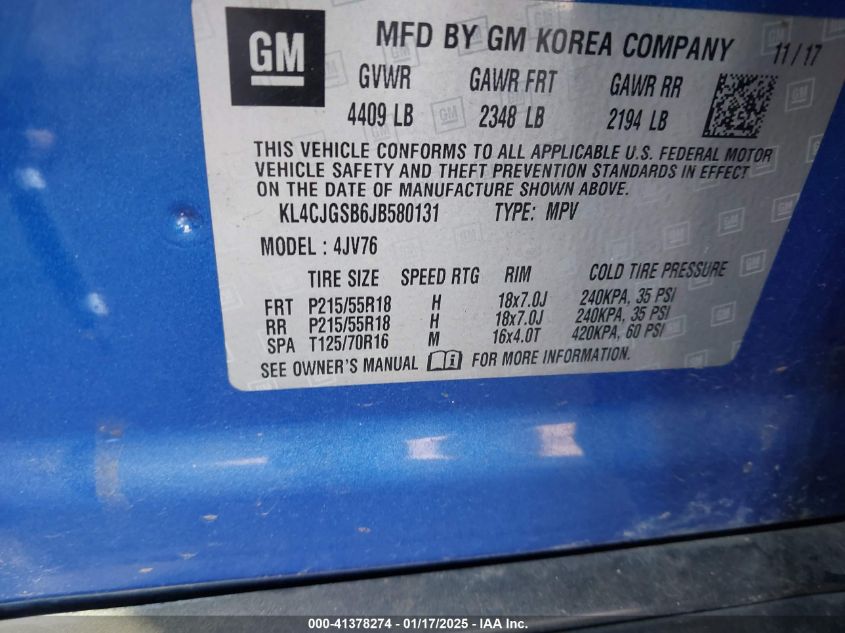 GM MFD BY GM KOREA COMPANY 11/17
GVWR GAWR FRT GAWR RR
4409 LB 2348 LB 2194 LB
THIS VEHICLE CONFORMS TO ALL APPLICABLE U.S. FEDERAL MOTOR
VEHICLE SAFETY AND THEFT PREVENTION STANDARDS IN EFFECT
ON THE DATE OF MANUFACTURE SHOWN ABOVE.
KL4CJGSB6JB580131 TYPE: MPV
MODEL : 4JV76
TIRE SIZE SPEED RTG RIM COLD TIRE PRESSURE
FRT P215/55R18 H 18x7.0J 240KPA, 35 PSI
RR P215/55R18 H 18x7.0J 240KPA, 35 PSI
SPA T125/70R16 M 16x4.0T 420KPA, 60 PSI
SEE OWNER'S MANUAL FOR MORE INFORMATION.
000-41378274 - 01/17/2025 - IAA Inc.